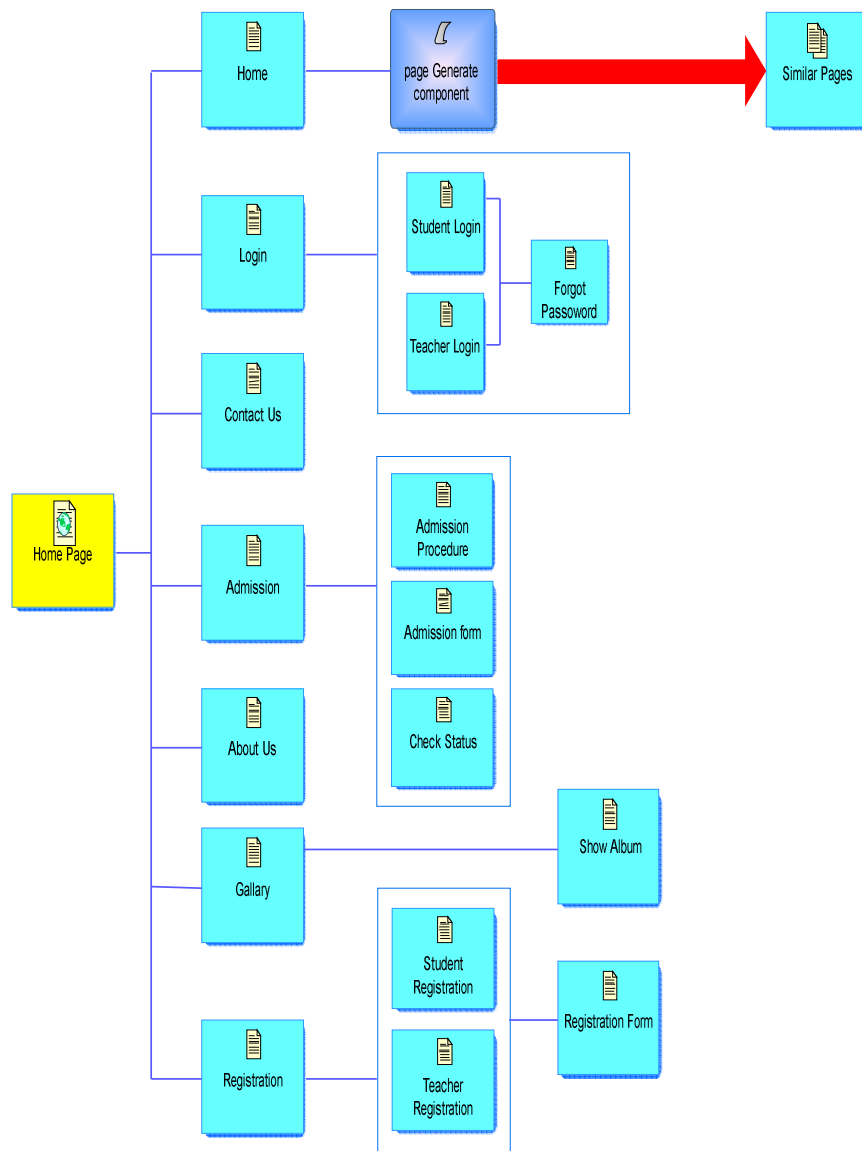 Home
page Generate
component
Similar Pages
Login
Student Login
Teacher Login
Forgot
Passoword
Contact Us
Home Page
Admission
Admission
Procedure
Admission form
Check Status
About Us
Gallary
Show Album
Registration
Student
Registration
Teacher
Registration
Registration Form